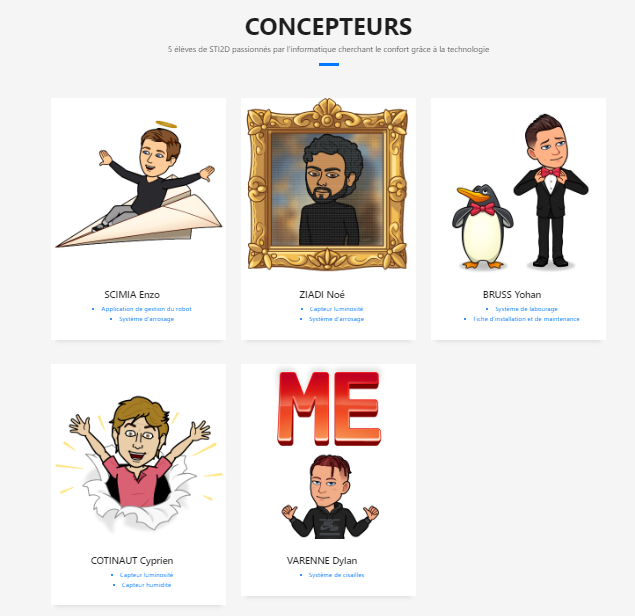 CONCEPTEURS
5 élèves de STI2D passionnés par l'informatique cherchant le confort grâce à la technologie
SCIMIA Enzo
Application de gestion du robot
Système d'arrosage
ZIADI Noé
Capteur luminosité
Système d'arrosage
BRUSS Yohan
Système de labourage
Fiche d'installation et de maintenance
COTINAUT Cyprien
Capteur luminosité
Capteur humidité
ME
VARENNE Dylan
Système de cisailles